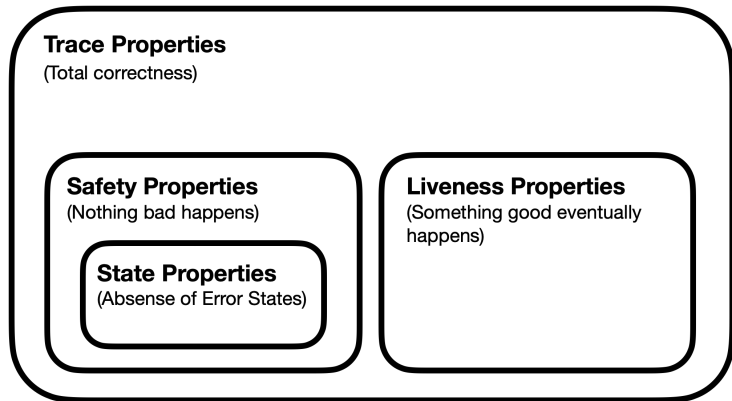 Trace Properties
(Total correctness)
Safety Properties
(Nothing bad happens)
State Properties
(Absense of Error States)
Liveness Properties
(Something good eventually
happens)